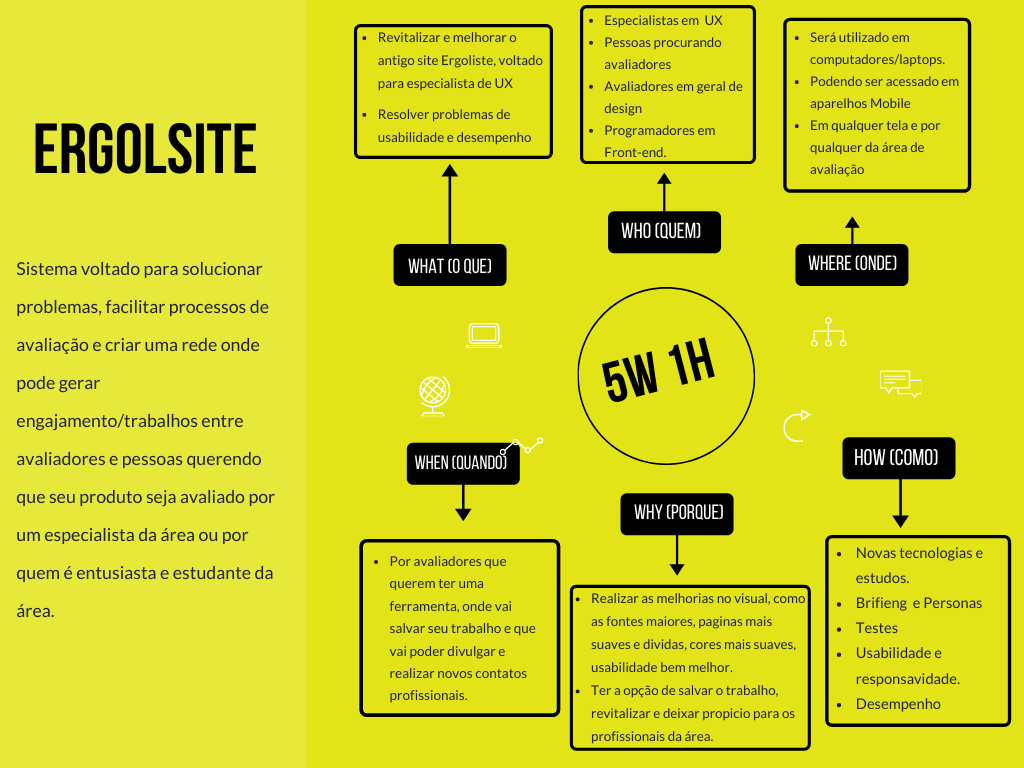 ERGOLSITE
Sistema voltado para solucionar
problemas, facilitar processos de
avaliação e criar uma rede onde
pode gerar
engajamento/trabalhos entre
avaliadores e pessoas querendo
que seu produto seja avaliado por
um especialista da área ou por
quem é entusiasta e estudante da
área.
• Revitalizar e melhorar o
antigo site Ergoliste, voltado
para especialista de UX
• Resolver problemas de
usabilidade e desempenho
WHAT (O QUE)
• Especialistas em UX
• Pessoas procurando
avaliadores
• Avaliadores em geral de
design
• Programadores em
Front-end.
WHO (QUEM)
• Será utilizado em
computadores/laptops.
• Podendo ser acessado em
aparelhos Mobile
• Em qualquer tela e por
qualquer da área de
avaliação
WHERE (ONDE)
5W 1H
WHEN (QUANDO)
• Por avaliadores que
querem ter uma
ferramenta, onde vai
salvar seu trabalho e que
vai poder divulgar e
realizar novos contatos
profissionais.
WHY (PORQUE)
• Realizar as melhorias no visual, como
as fontes maiores, paginas mais
suaves e dividas, cores mais suaves,
usabilidade bem melhor.
• Ter a opção de salvar o trabalho,
revitalizar e deixar propicio para os
profissionais da área.
HOW (COMO)
• Novas tecnologias e
estudos.
• Brifieng e Personas
• Testes
• Usabilidade e
responsavidade.
• Desempenho